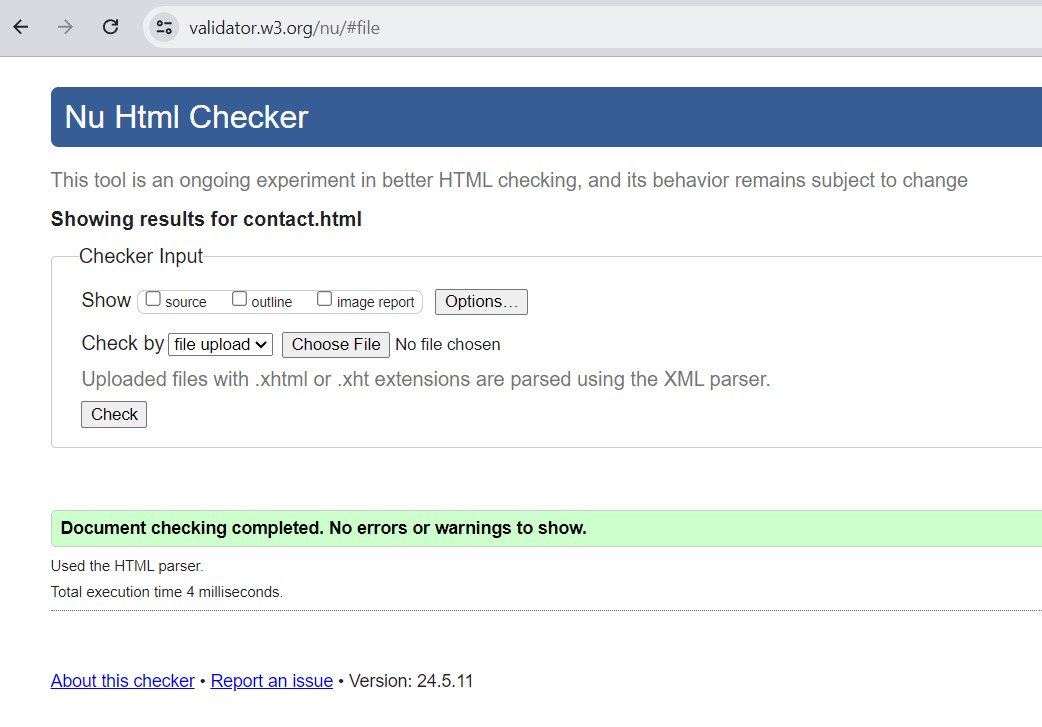 validator.w3.org/nu/#file
Nu Html Checker
This tool is an ongoing experiment in better HTML checking, and its behavior remains subject to change
Showing results for contact.html
Checker Input
Show source outline image report Options…
Check by file upload Choose File No file chosen
Uploaded files with .xhtml or .xht extensions are parsed using the XML parser.
Check
Document checking completed. No errors or warnings to show.
Used the HTML parser.
Total execution time 4 milliseconds.
About this checker • Report an issue • Version: 24.5.11